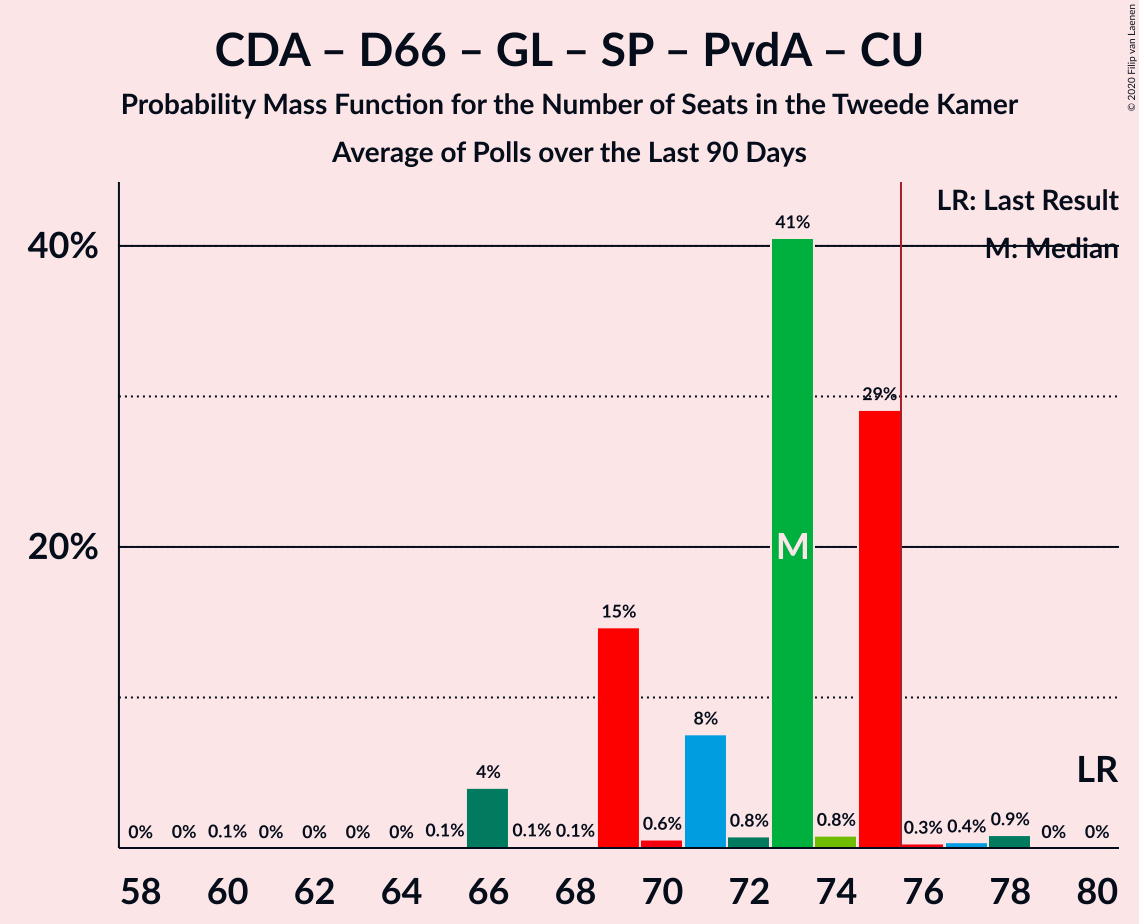 CDA – D66 – GL – SP – PvdA – CU
Probability Mass Function for the Number of Seats in the Tweede Kamer
Average of Polls over the Last 90 Days
© 2020 Filip van Laenen
LR: Last Result
M: Median
40%
20%
0% 0% 0.1% 0% 0% 0% 0% 0.1% 4% 0.1% 0.1% 15% 0.6% 8% 0.8% 41% 0.8% 29% 0.3% 0.4% 0.9% 0% 0%
M
LR
58 60 62 64 66 68 70 72 74 76 78 80